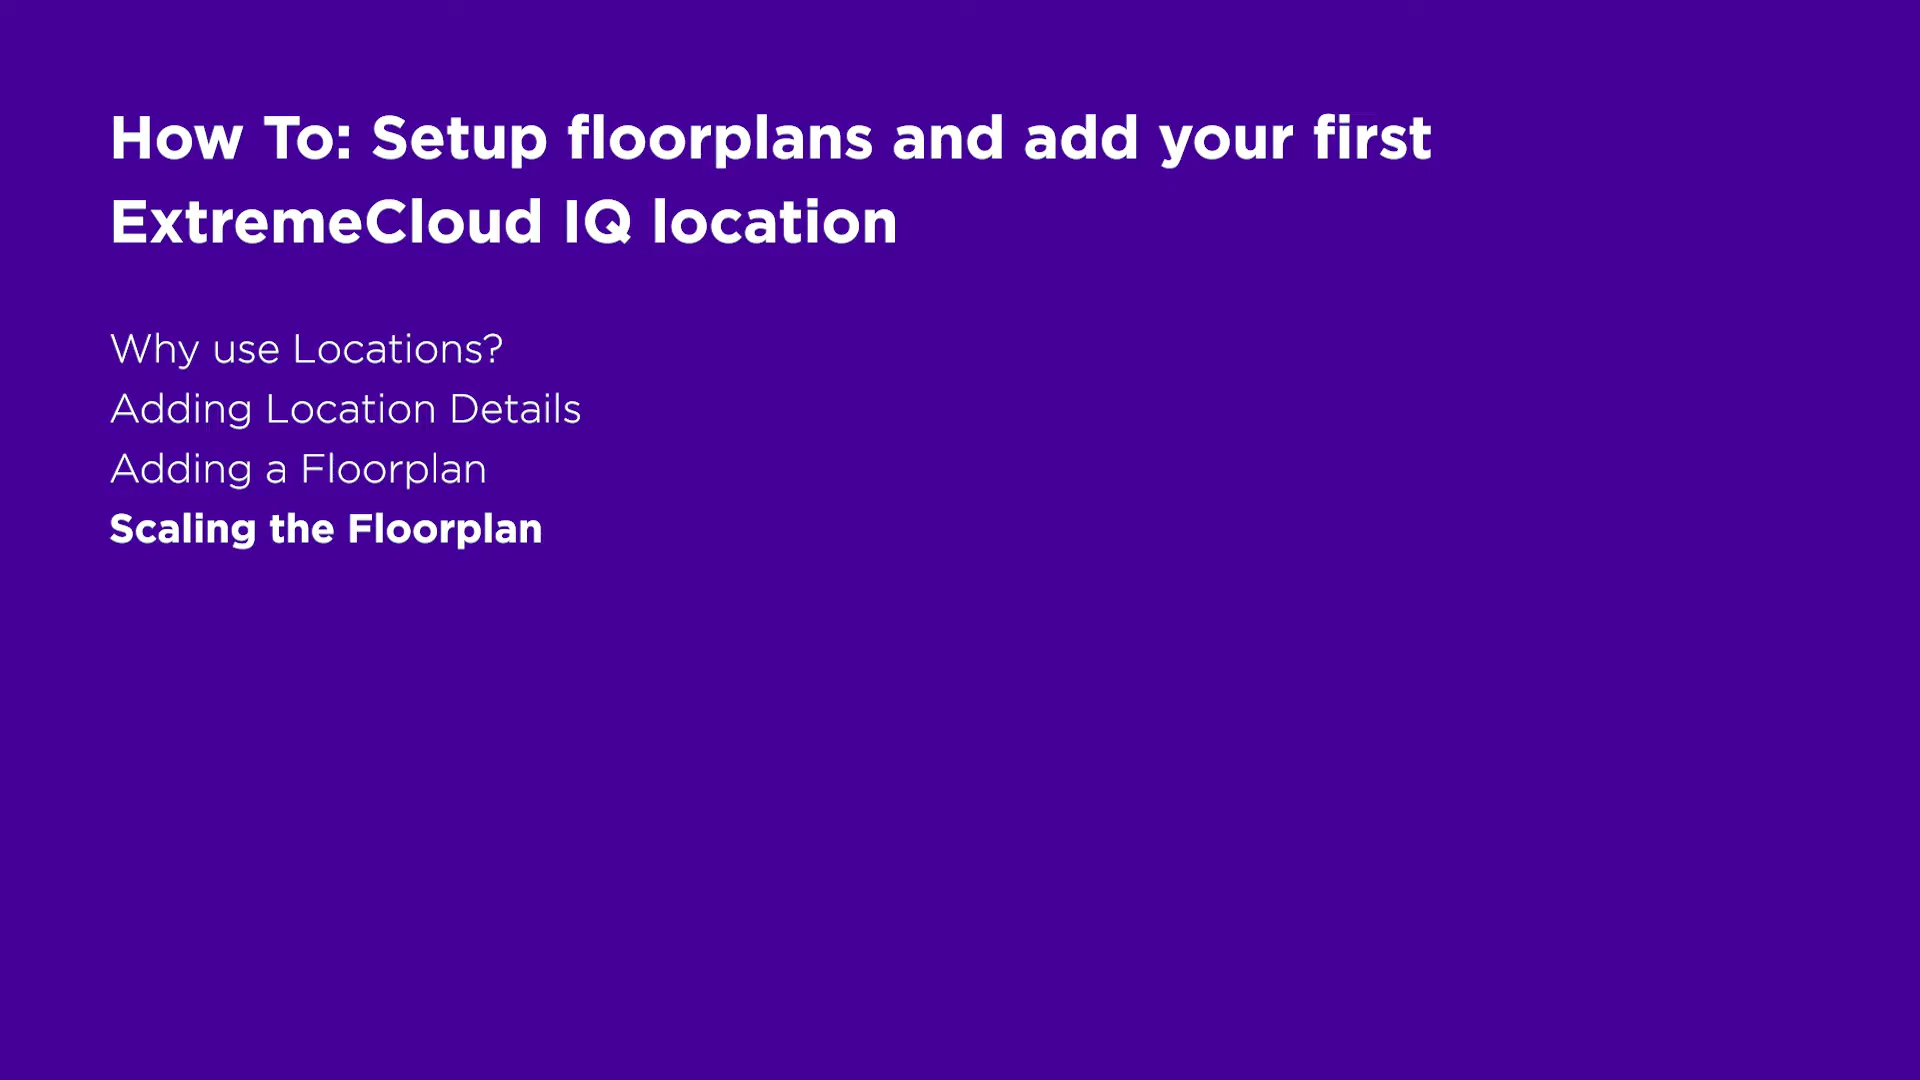 How To: Setup floorplans and add your first
ExtremeCloud IQ location
Why use Locations?
Adding Location Details
Adding a Floorplan
Scaling the Floorplan